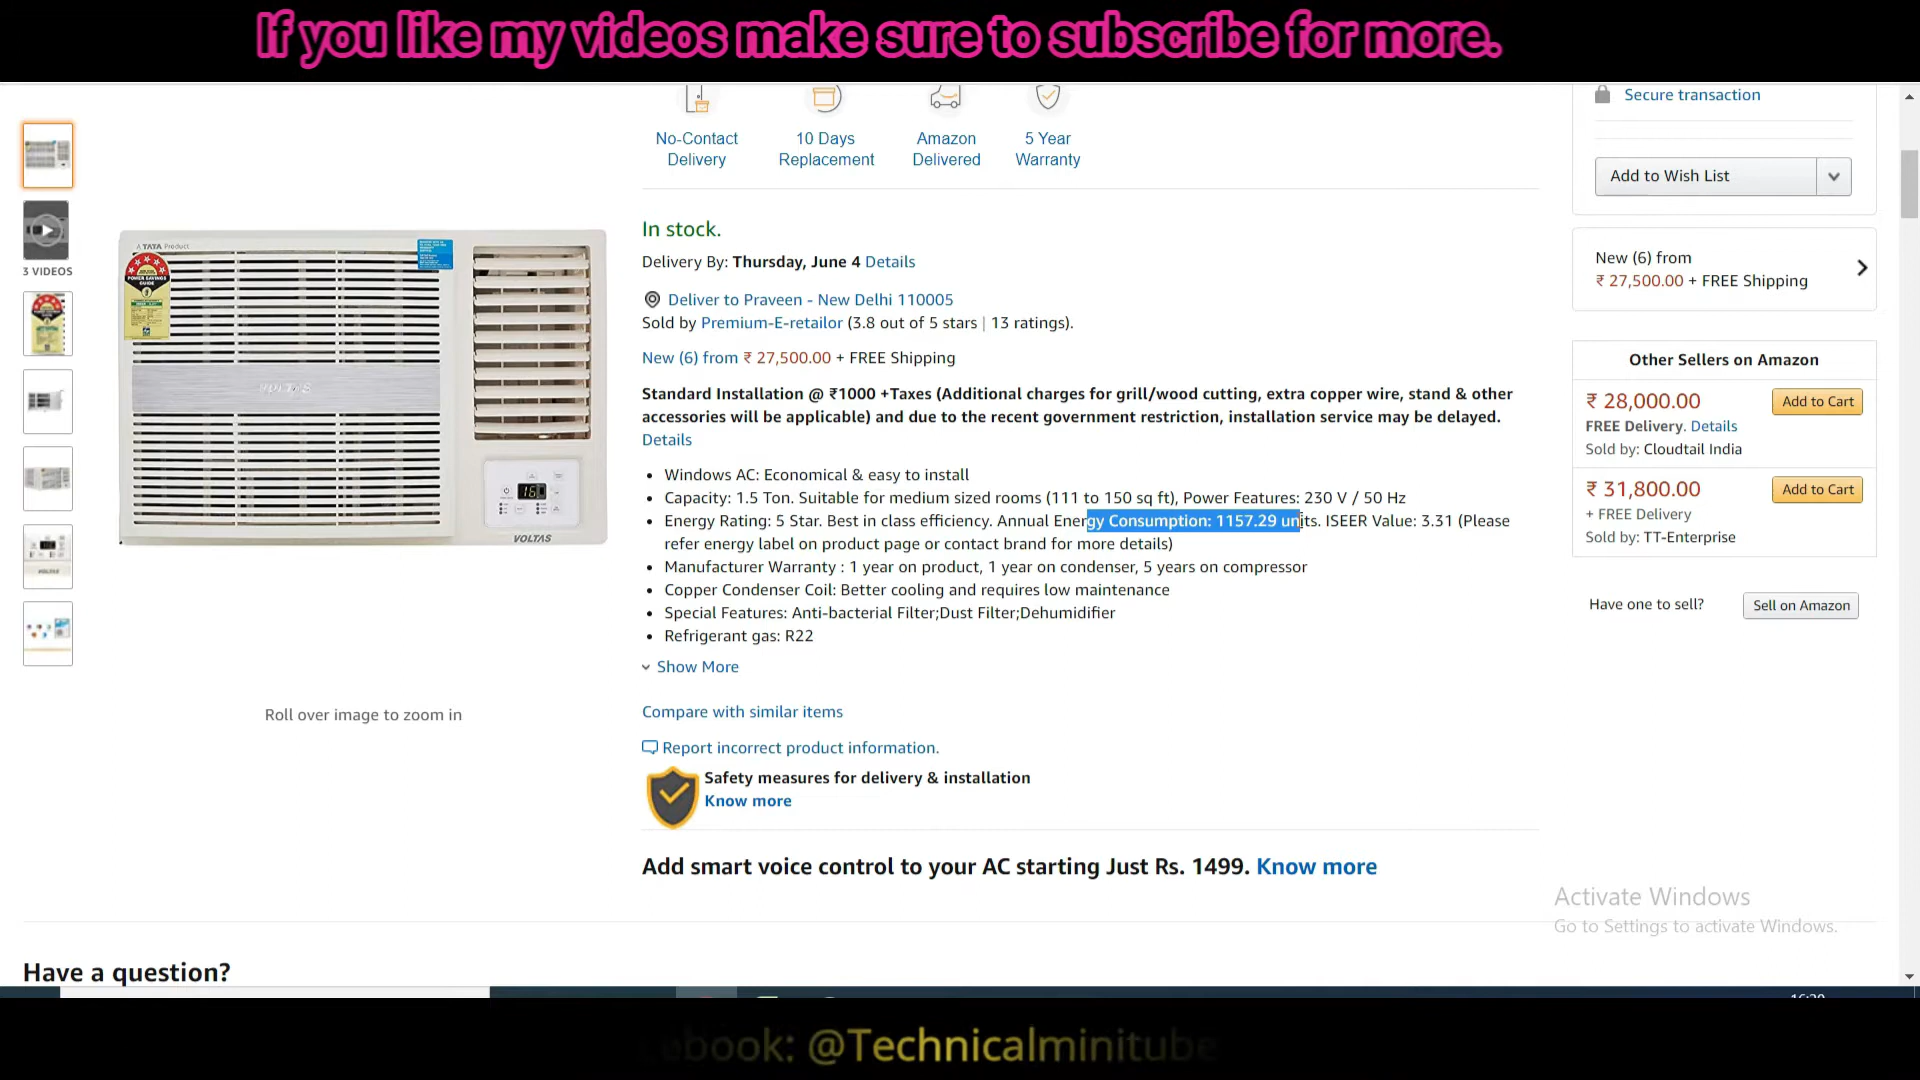 If you like my videos make sure to subscribe for more.
No-Contact
Delivery
10 Days
Replacement
Amazon
Delivered
5 Year
Warranty
Secure transaction
Add to Wish List
3 VIDEOS
A TATA Product
POWER SAVINGS
GUIDE
VOLTAS
16
VOLTAS
Roll over image to zoom in
In stock.
Delivery By: Thursday, June 4 Details
Deliver to Praveen - New Delhi 110005
Sold by Premium-E-retailor (3.8 out of 5 stars | 13 ratings).
New (6) from ₹ 27,500.00 + FREE Shipping
Standard Installation @ ₹1000 +Taxes (Additional charges for grill/wood cutting, extra copper wire, stand & other
accessories will be applicable) and due to the recent government restriction, installation service may be delayed.
Details
• Windows AC: Economical & easy to install
• Capacity: 1.5 Ton. Suitable for medium sized rooms (111 to 150 sq ft), Power Features: 230 V / 50 Hz
• Energy Rating: 5 Star. Best in class efficiency. Annual Energy Consumption: 1157.29 units. ISEER Value: 3.31 (Please
refer energy label on product page or contact brand for more details)
• Manufacturer Warranty : 1 year on product, 1 year on condenser, 5 years on compressor
• Copper Condenser Coil: Better cooling and requires low maintenance
• Special Features: Anti-bacterial Filter;Dust Filter;Dehumidifier
• Refrigerant gas: R22
Show More
Compare with similar items
Report incorrect product information.
Safety measures for delivery & installation
Know more
Add smart voice control to your AC starting Just Rs. 1499. Know more
New (6) from
₹ 27,500.00 + FREE Shipping
Other Sellers on Amazon
₹ 28,000.00
Add to Cart
FREE Delivery. Details
Sold by: Cloudtail India
₹ 31,800.00
Add to Cart
+ FREE Delivery
Sold by: TT-Enterprise
Have one to sell?
Sell on Amazon
Activate Windows
Go to Settings to activate Windows.
Have a question?
ebook: @Technicalminitube